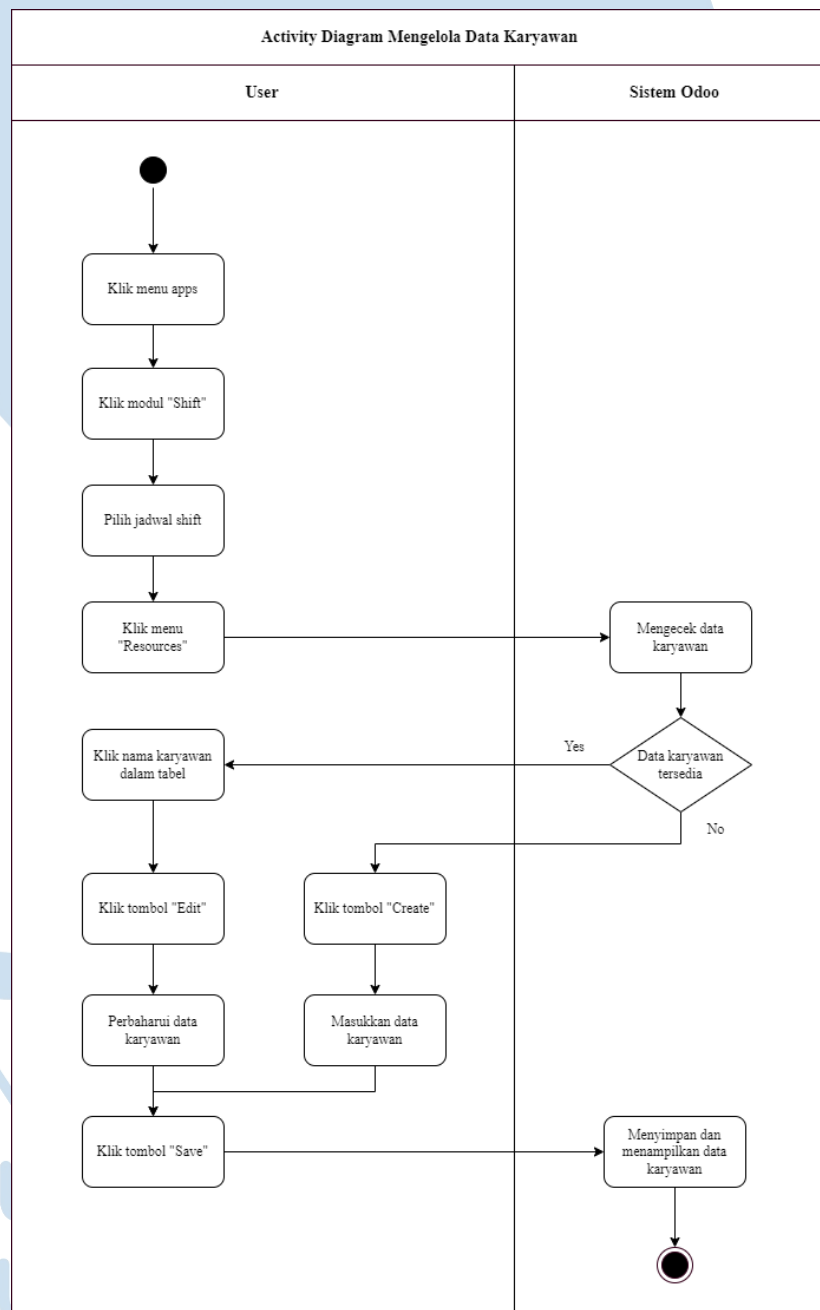 Activity Diagram Mengelola Data Karyawan
User
Sistem Odoo
Klik menu apps
Klik modul "Shift"
Pilih jadwal shift
Klik menu
"Resources"
Mengecek data
karyawan
Data karyawan
tersedia
Yes
No
Klik nama karyawan
dalam tabel
Klik tombol "Edit"
Klik tombol "Create"
Perbaharui data
karyawan
Masukkan data
karyawan
Klik tombol "Save"
Menyimpan dan
menampilkan data
karyawan